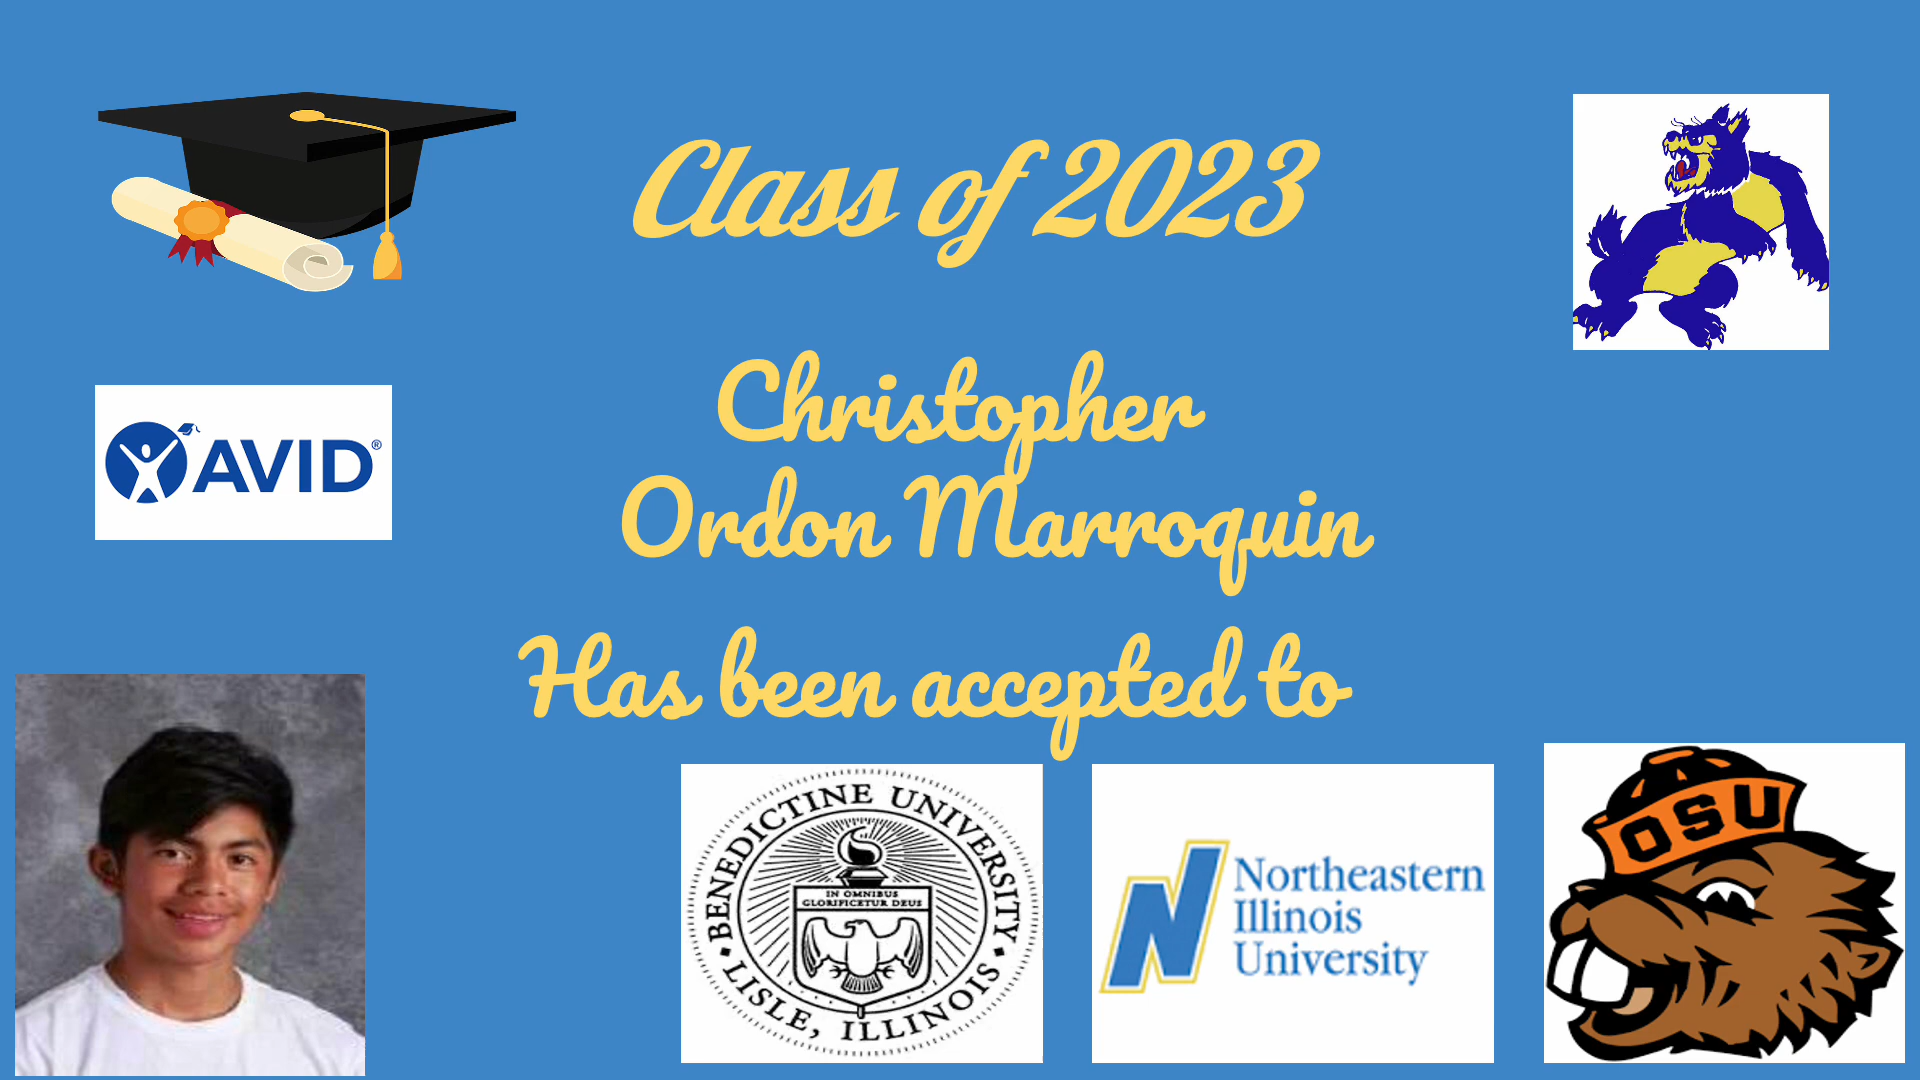 Class of 2023
Christopher
Ordon Marroquin
AVID®
Has been accepted to
BENEDICTINE UNIVERSITY
IN OMNIBUS
GLORIFICETUR DEUS
• LISLE, ILLINOIS •
Northeastern
Illinois
University
OSU